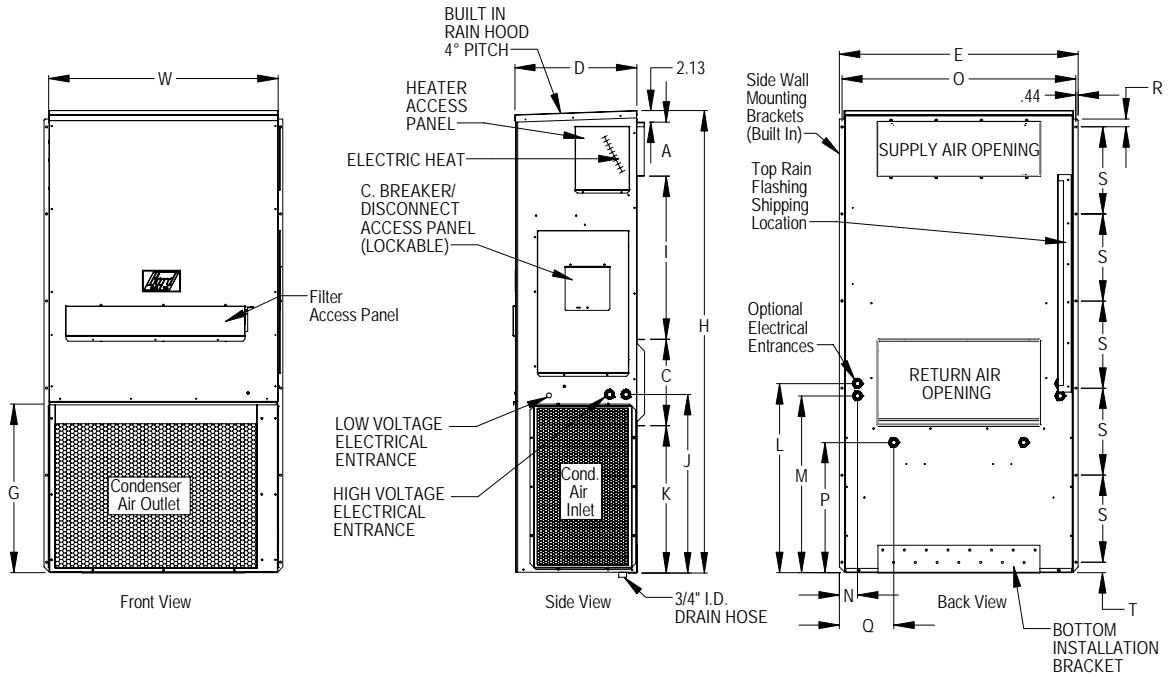 BUILT IN
RAIN HOOD
4° PITCH
W
D
2.13
E
O
.44
R
HEATER
ACCESS
PANEL
ELECTRIC HEAT
C. BREAKER/
DISCONNECT
ACCESS PANEL
(LOCKABLE)
Side Wall
Mounting
Brackets
(Built In)
Top Rain
Flashing
Shipping
Location
SUPPLY AIR OPENING
A
I
H
S
S
S
S
S
Bard
Filter
Access Panel
Optional
Electrical
Entrances
RETURN AIR
OPENING
C
LOW VOLTAGE
ELECTRICAL
ENTRANCE
HIGH VOLTAGE
ELECTRICAL
ENTRANCE
G
Condenser
Air Outlet
Cond.
Air
Inlet
J
K
L
M
P
N
Q
T
Front View
Side View
3/4" I.D.
DRAIN HOSE
Back View
BOTTOM
INSTALLATION
BRACKET